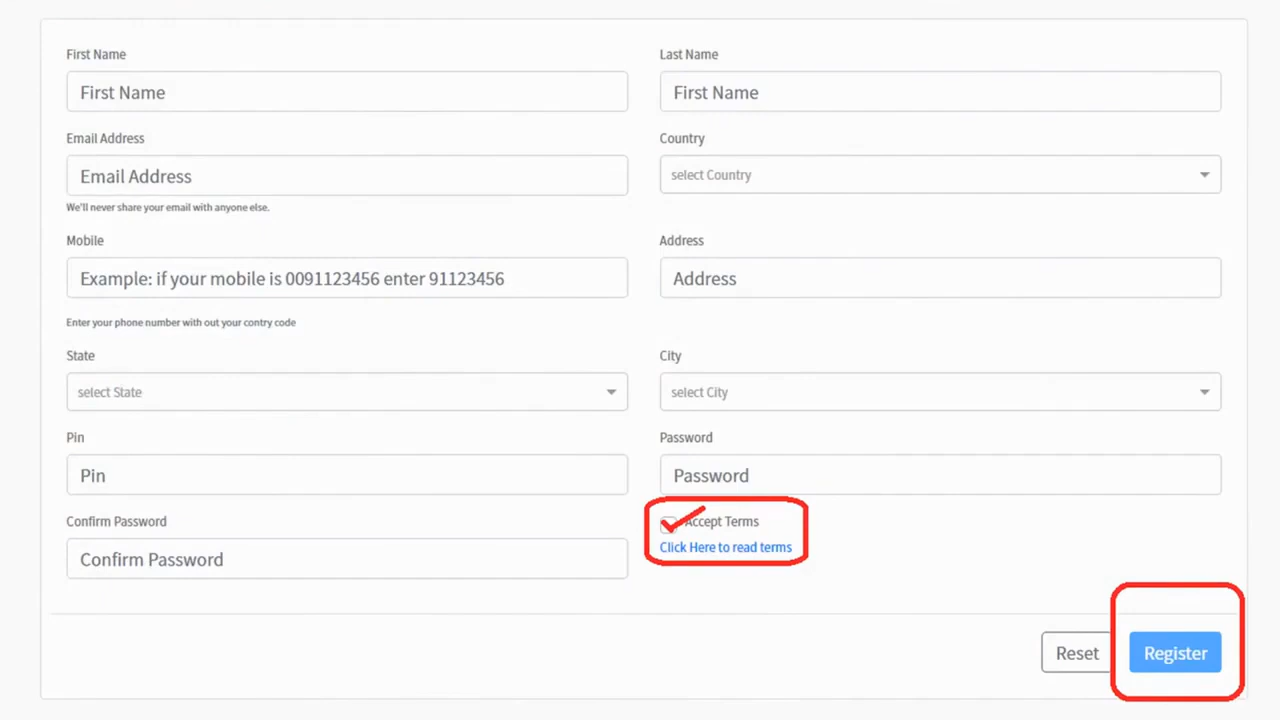 First Name
Last Name
First Name
First Name
Email Address
Country
Email Address
select Country
We'll never share your email with anyone else.
Mobile
Address
Example: if your mobile is 0091123456 enter 91123456
Address
Enter your phone number with out your contry code
State
City
select State
select City
Pin
Password
Pin
Password
Confirm Password
Accept Terms
Click Here to read terms
Confirm Password
Reset
Register